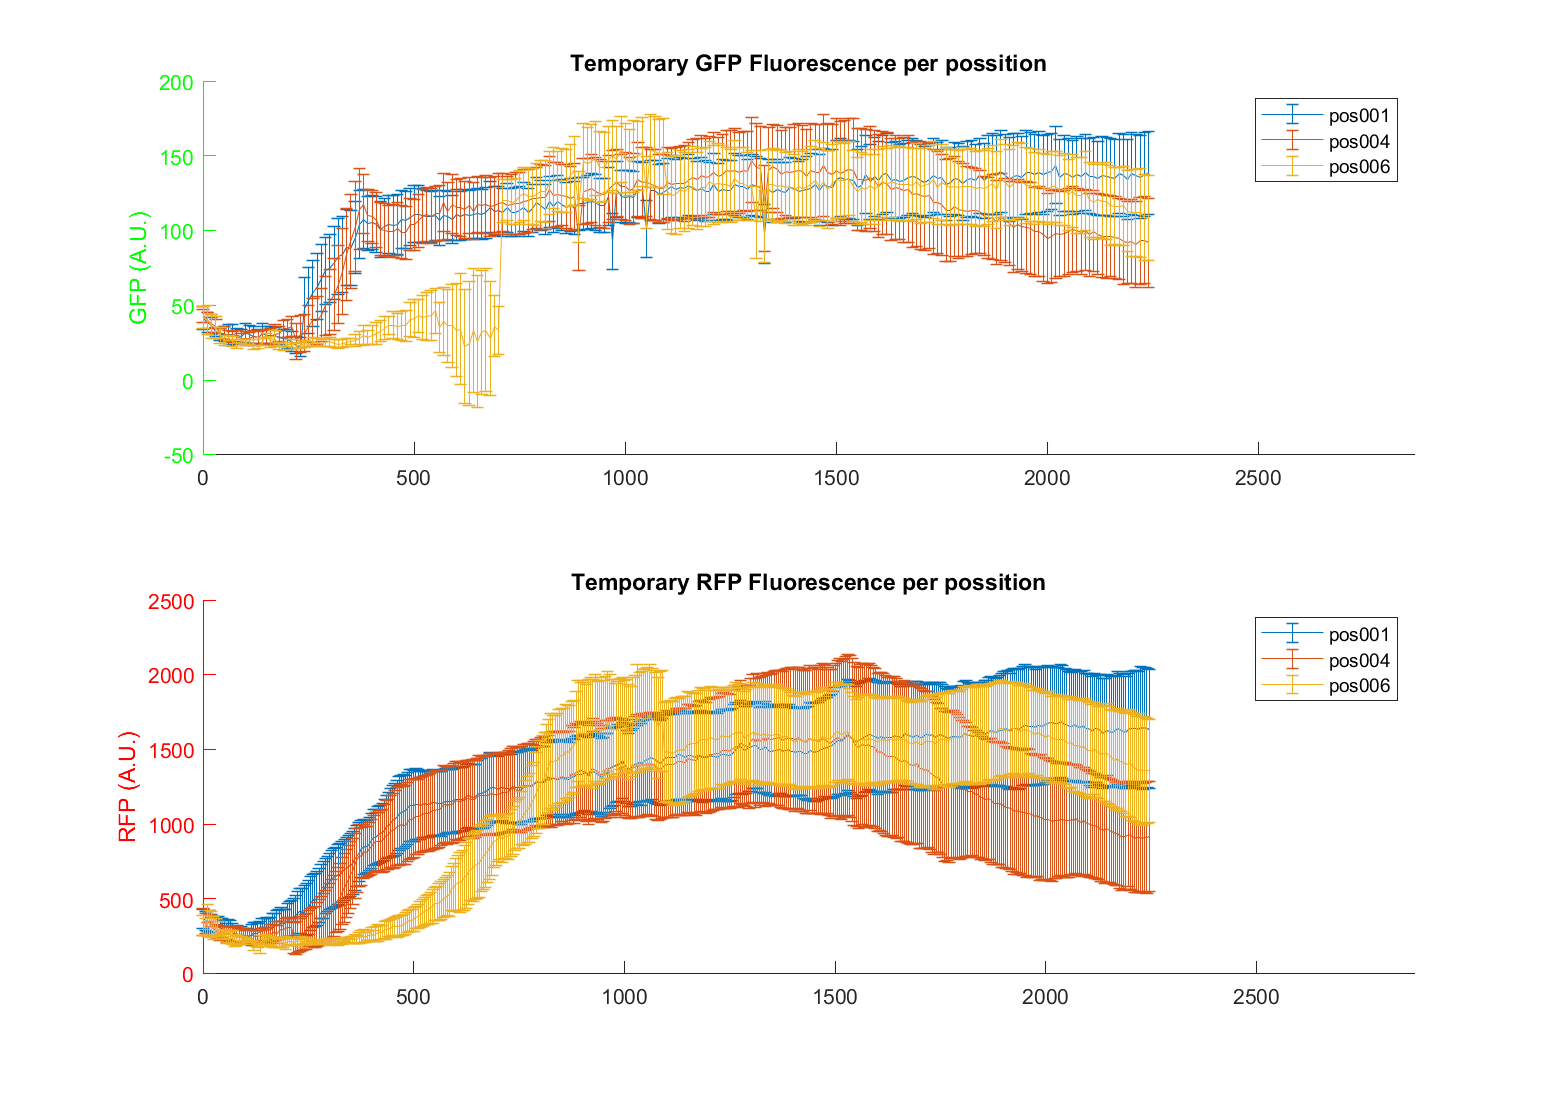 Temporary GFP Fluorescence per possition
200
150
100
50
0
-50
GFP (A.U.)
0 500 1000 1500 2000 2500
pos001
pos004
pos006
Temporary RFP Fluorescence per possition
2500
2000
1500
1000
500
0
RFP (A.U.)
0 500 1000 1500 2000 2500
pos001
pos004
pos006